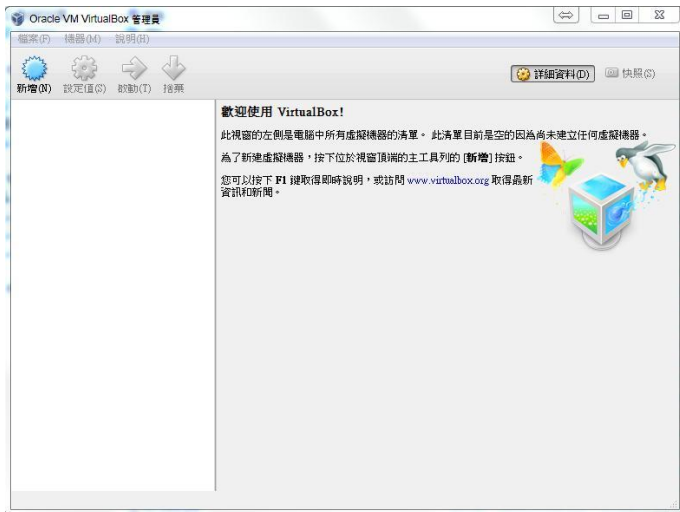 Oracle VM VirtualBox 管理員
檔案(F) 機器(M) 說明(H)
新增(N) 設定值(S) 啟動(T) 捨棄
詳細資料(D) 快照(S)
歡迎使用 VirtualBox!
此視窗的左側是電腦中所有虛擬機器的清單。 此清單目前是空的因為尚未建立任何虛擬機器。
為了新建虛擬機器，按下位於視窗頂端的主工具列的 [新增] 按鈕。
您可以按下 F1 鍵取得即時說明，或訪問 www.virtualbox.org 取得最新
資訊和新聞。